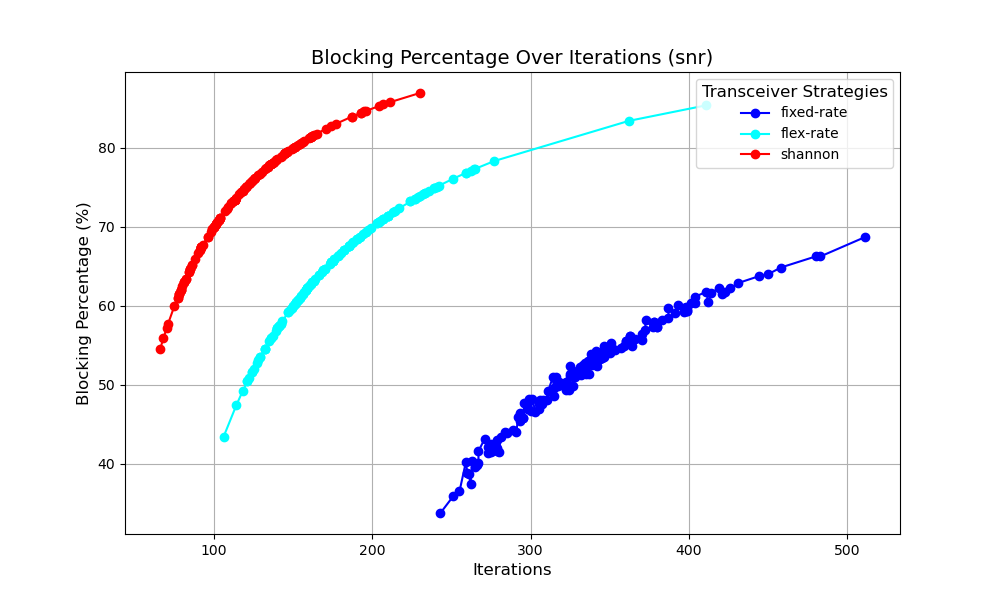 Blocking Percentage Over Iterations (snr)
Transceiver Strategies
fixed-rate
flex-rate
shannon
Blocking Percentage (%)
80
70
60
50
40
100 200 300 400 500
Iterations